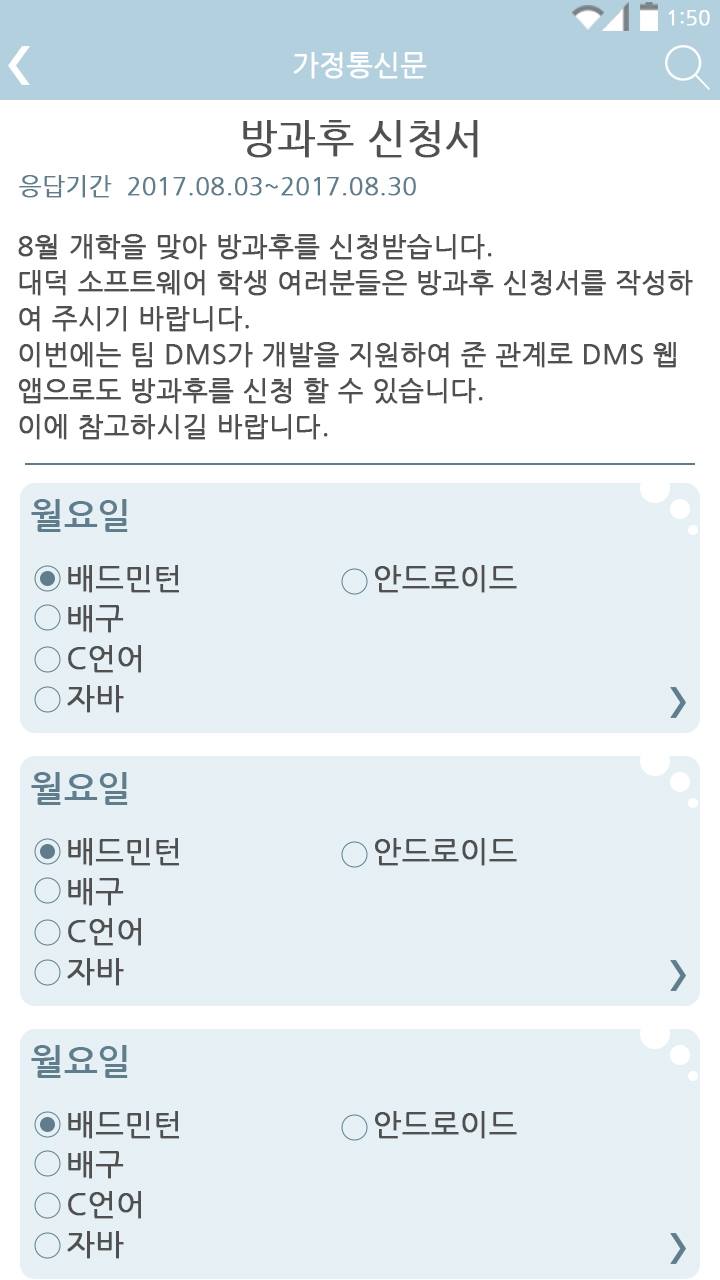 1:50
가정통신문
방과후 신청서
응답기간 2017.08.03~2017.08.30
8월 개학을 맞아 방과후를 신청받습니다.
대덕 소프트웨어 학생 여러분들은 방과후 신청서를 작성하
여 주시기 바랍니다.
이번에는 팀 DMS가 개발을 지원하여 준 관계로 DMS 웹
앱으로도 방과후를 신청 할 수 있습니다.
이에 참고하시길 바랍니다.
월요일
배드민턴 안드로이드
배구
C언어
자바
월요일
배드민턴 안드로이드
배구
C언어
자바
월요일
배드민턴 안드로이드
배구
C언어
자바